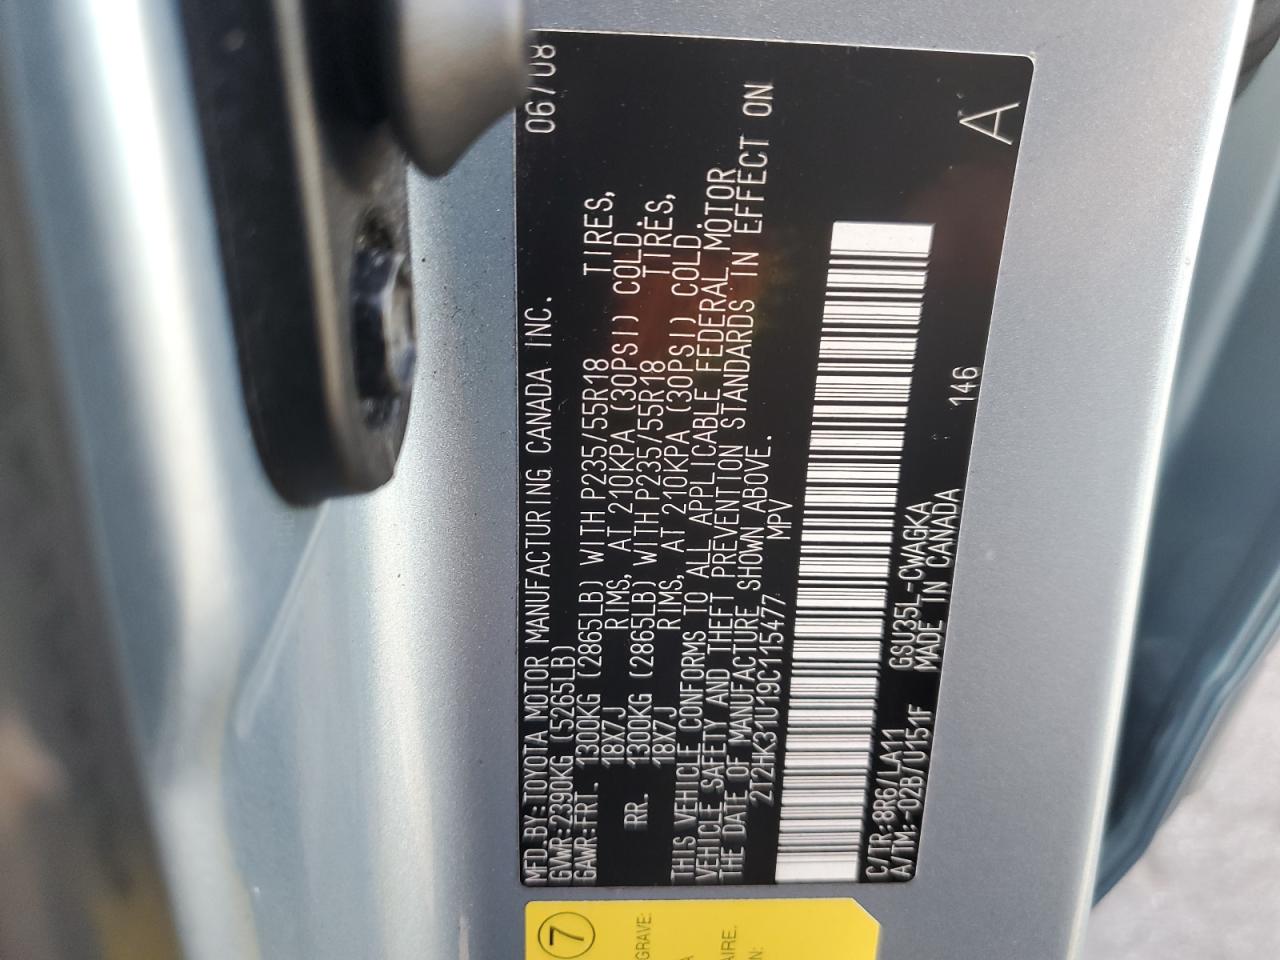 MFD.BY:TOYOTA MOTOR MANUFACTURING CANADA INC. 06/08
GVWR:2390KG (5265LB)
GAWR:FRT. 1300KG (2865LB) WITH P235/55R18 TIRES,
18X7J RIMS, AT 210KPA (30PSI) COLD.
RR. 1300KG (2865LB) WITH P235/55R18 TIRES,
18X7J RIMS, AT 210KPA (30PSI) COLD.
THIS VEHICLE CONFORMS TO ALL APPLICABLE FEDERAL MOTOR
VEHICLE SAFETY AND THEFT PREVENTION STANDARDS IN EFFECT ON
THE DATE OF MANUFACTURE SHOWN ABOVE.
2T2HK31U19C115477 MPV
A
C/TR:8R6/LA11 GSU35L-CWAGKA 146
A/TM:-02B/U151F MADE IN CANADA
7
GRAVE:
A
AIRE.
N: